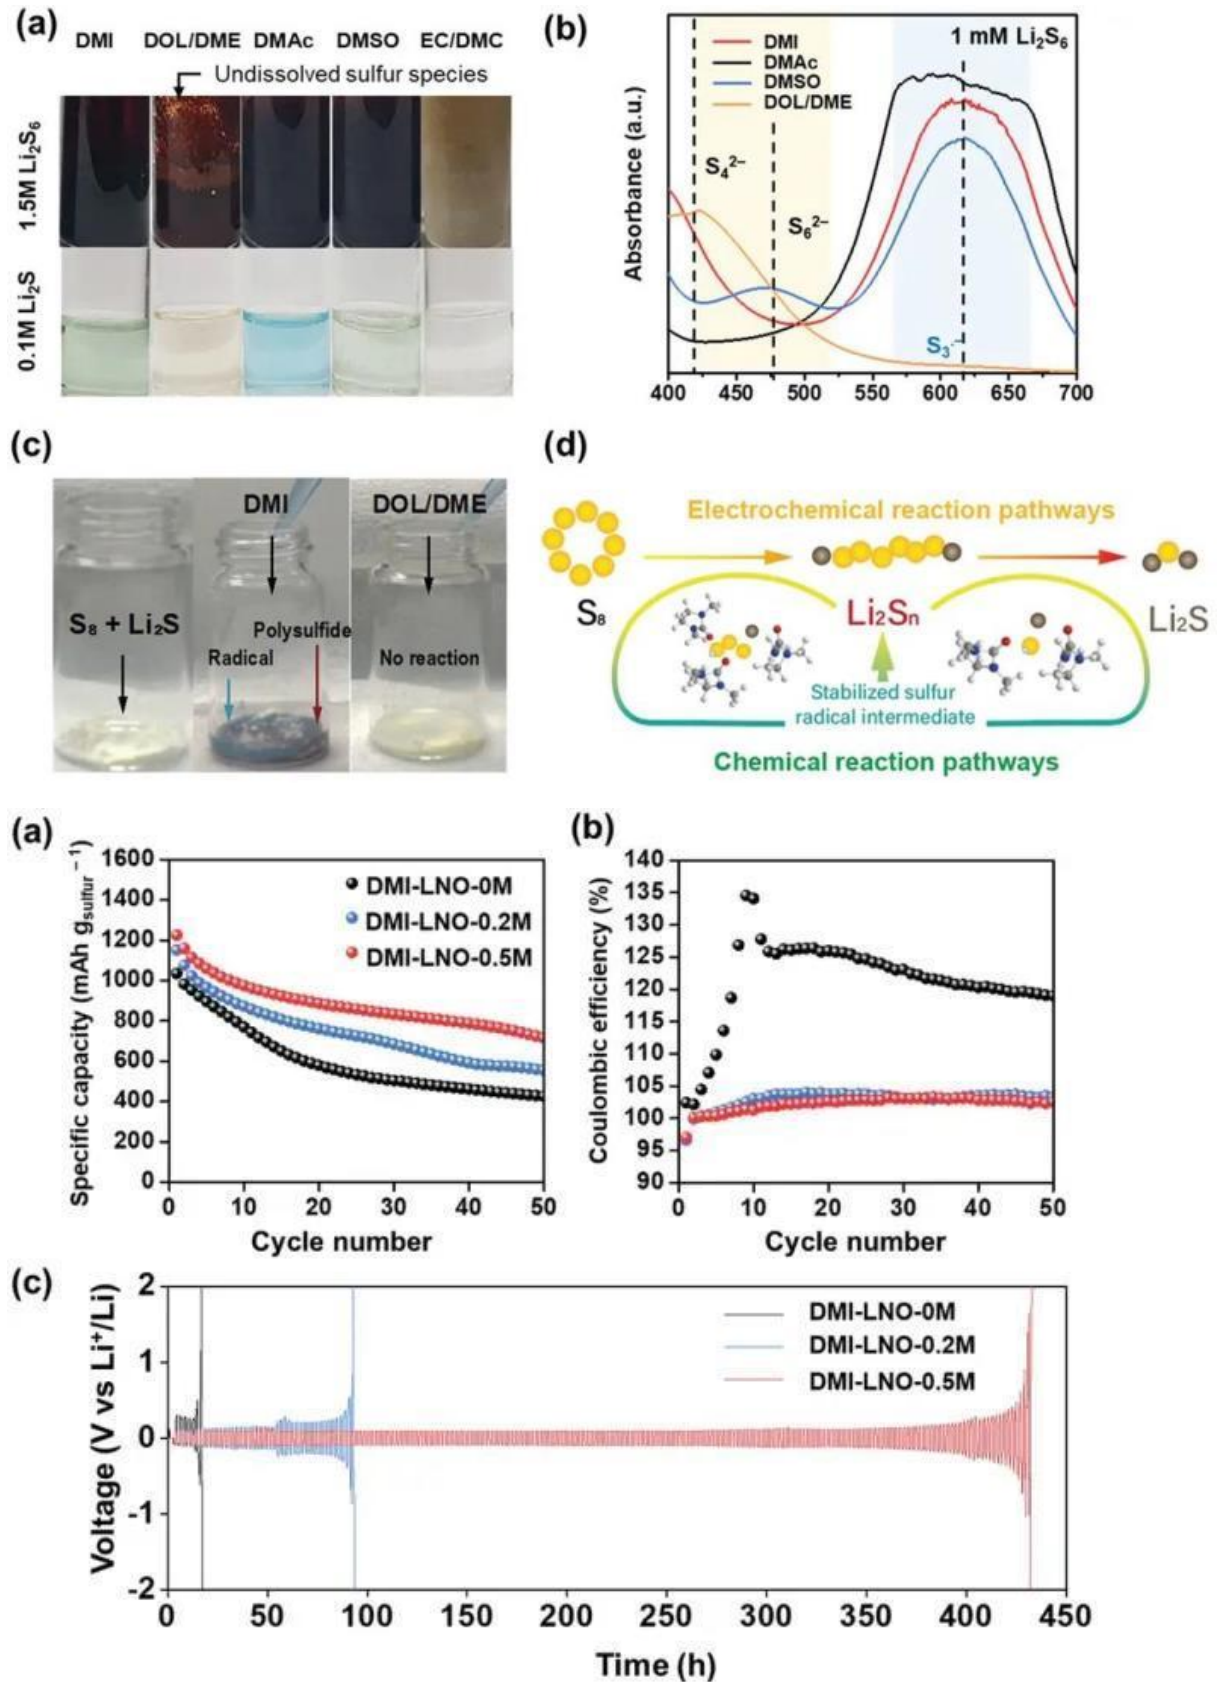 (a)
DMI DOL/DME DMAc DMSO EC/DMC
Undissolved sulfur species
1.5M Li₂S₆
0.1M Li₂S
(b)
1 mM Li₂S₆
DMI
DMAc
DMSO
DOL/DME
S₄²⁻
S₆²⁻
S₃·⁻
Absorbance (a.u.)
400 450 500 550 600 650 700
(c)
S₈ + Li₂S
DMI
Polysulfide
Radical
DOL/DME
No reaction
(d)
Electrochemical reaction pathways
S₈
Li₂Sₙ
Li₂S
Stabilized sulfur
radical intermediate
Chemical reaction pathways
(a)
Specific capacity (mAh gsulfur⁻¹)
1600
1400
1200
1000
800
600
400
200
0
DMI-LNO-0M
DMI-LNO-0.2M
DMI-LNO-0.5M
0 10 20 30 40 50
Cycle number
(b)
Coulombic efficiency (%)
140
135
130
125
120
115
110
105
100
95
90
0 10 20 30 40 50
Cycle number
(c)
Voltage (V vs Li⁺/Li)
2
1
0
-1
-2
DMI-LNO-0M
DMI-LNO-0.2M
DMI-LNO-0.5M
0 50 100 150 200 250 300 350 400 450
Time (h)